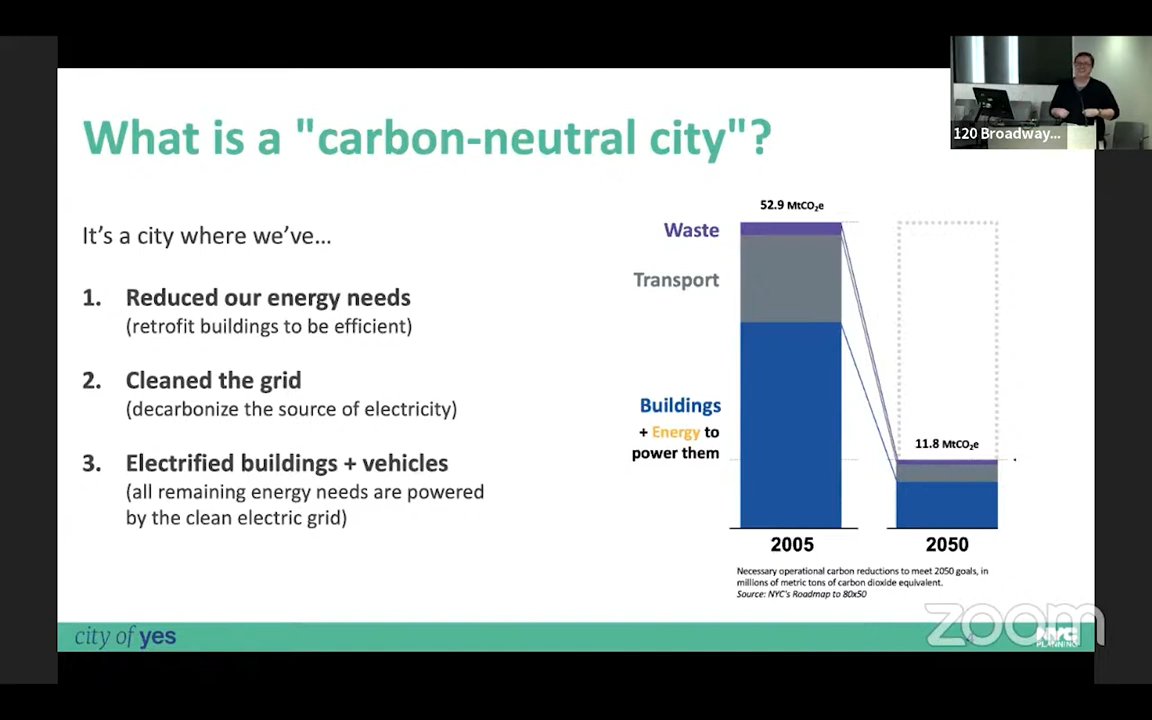 120 Broadway...
What is a "carbon-neutral city"?
It's a city where we've...
1. Reduced our energy needs
(retrofit buildings to be efficient)
2. Cleaned the grid
(decarbonize the source of electricity)
3. Electrified buildings + vehicles
(all remaining energy needs are powered
by the clean electric grid)
52.9 MtCO₂e
Waste
Transport
Buildings
+ Energy to
power them
11.8 MtCO₂e
2005
2050
Necessary operational carbon reductions to meet 2050 goals, in
millions of metric tons of carbon dioxide equivalent.
Source: NYC's Roadmap to 80x50
city of yes
zoom
NYC
PLANNING